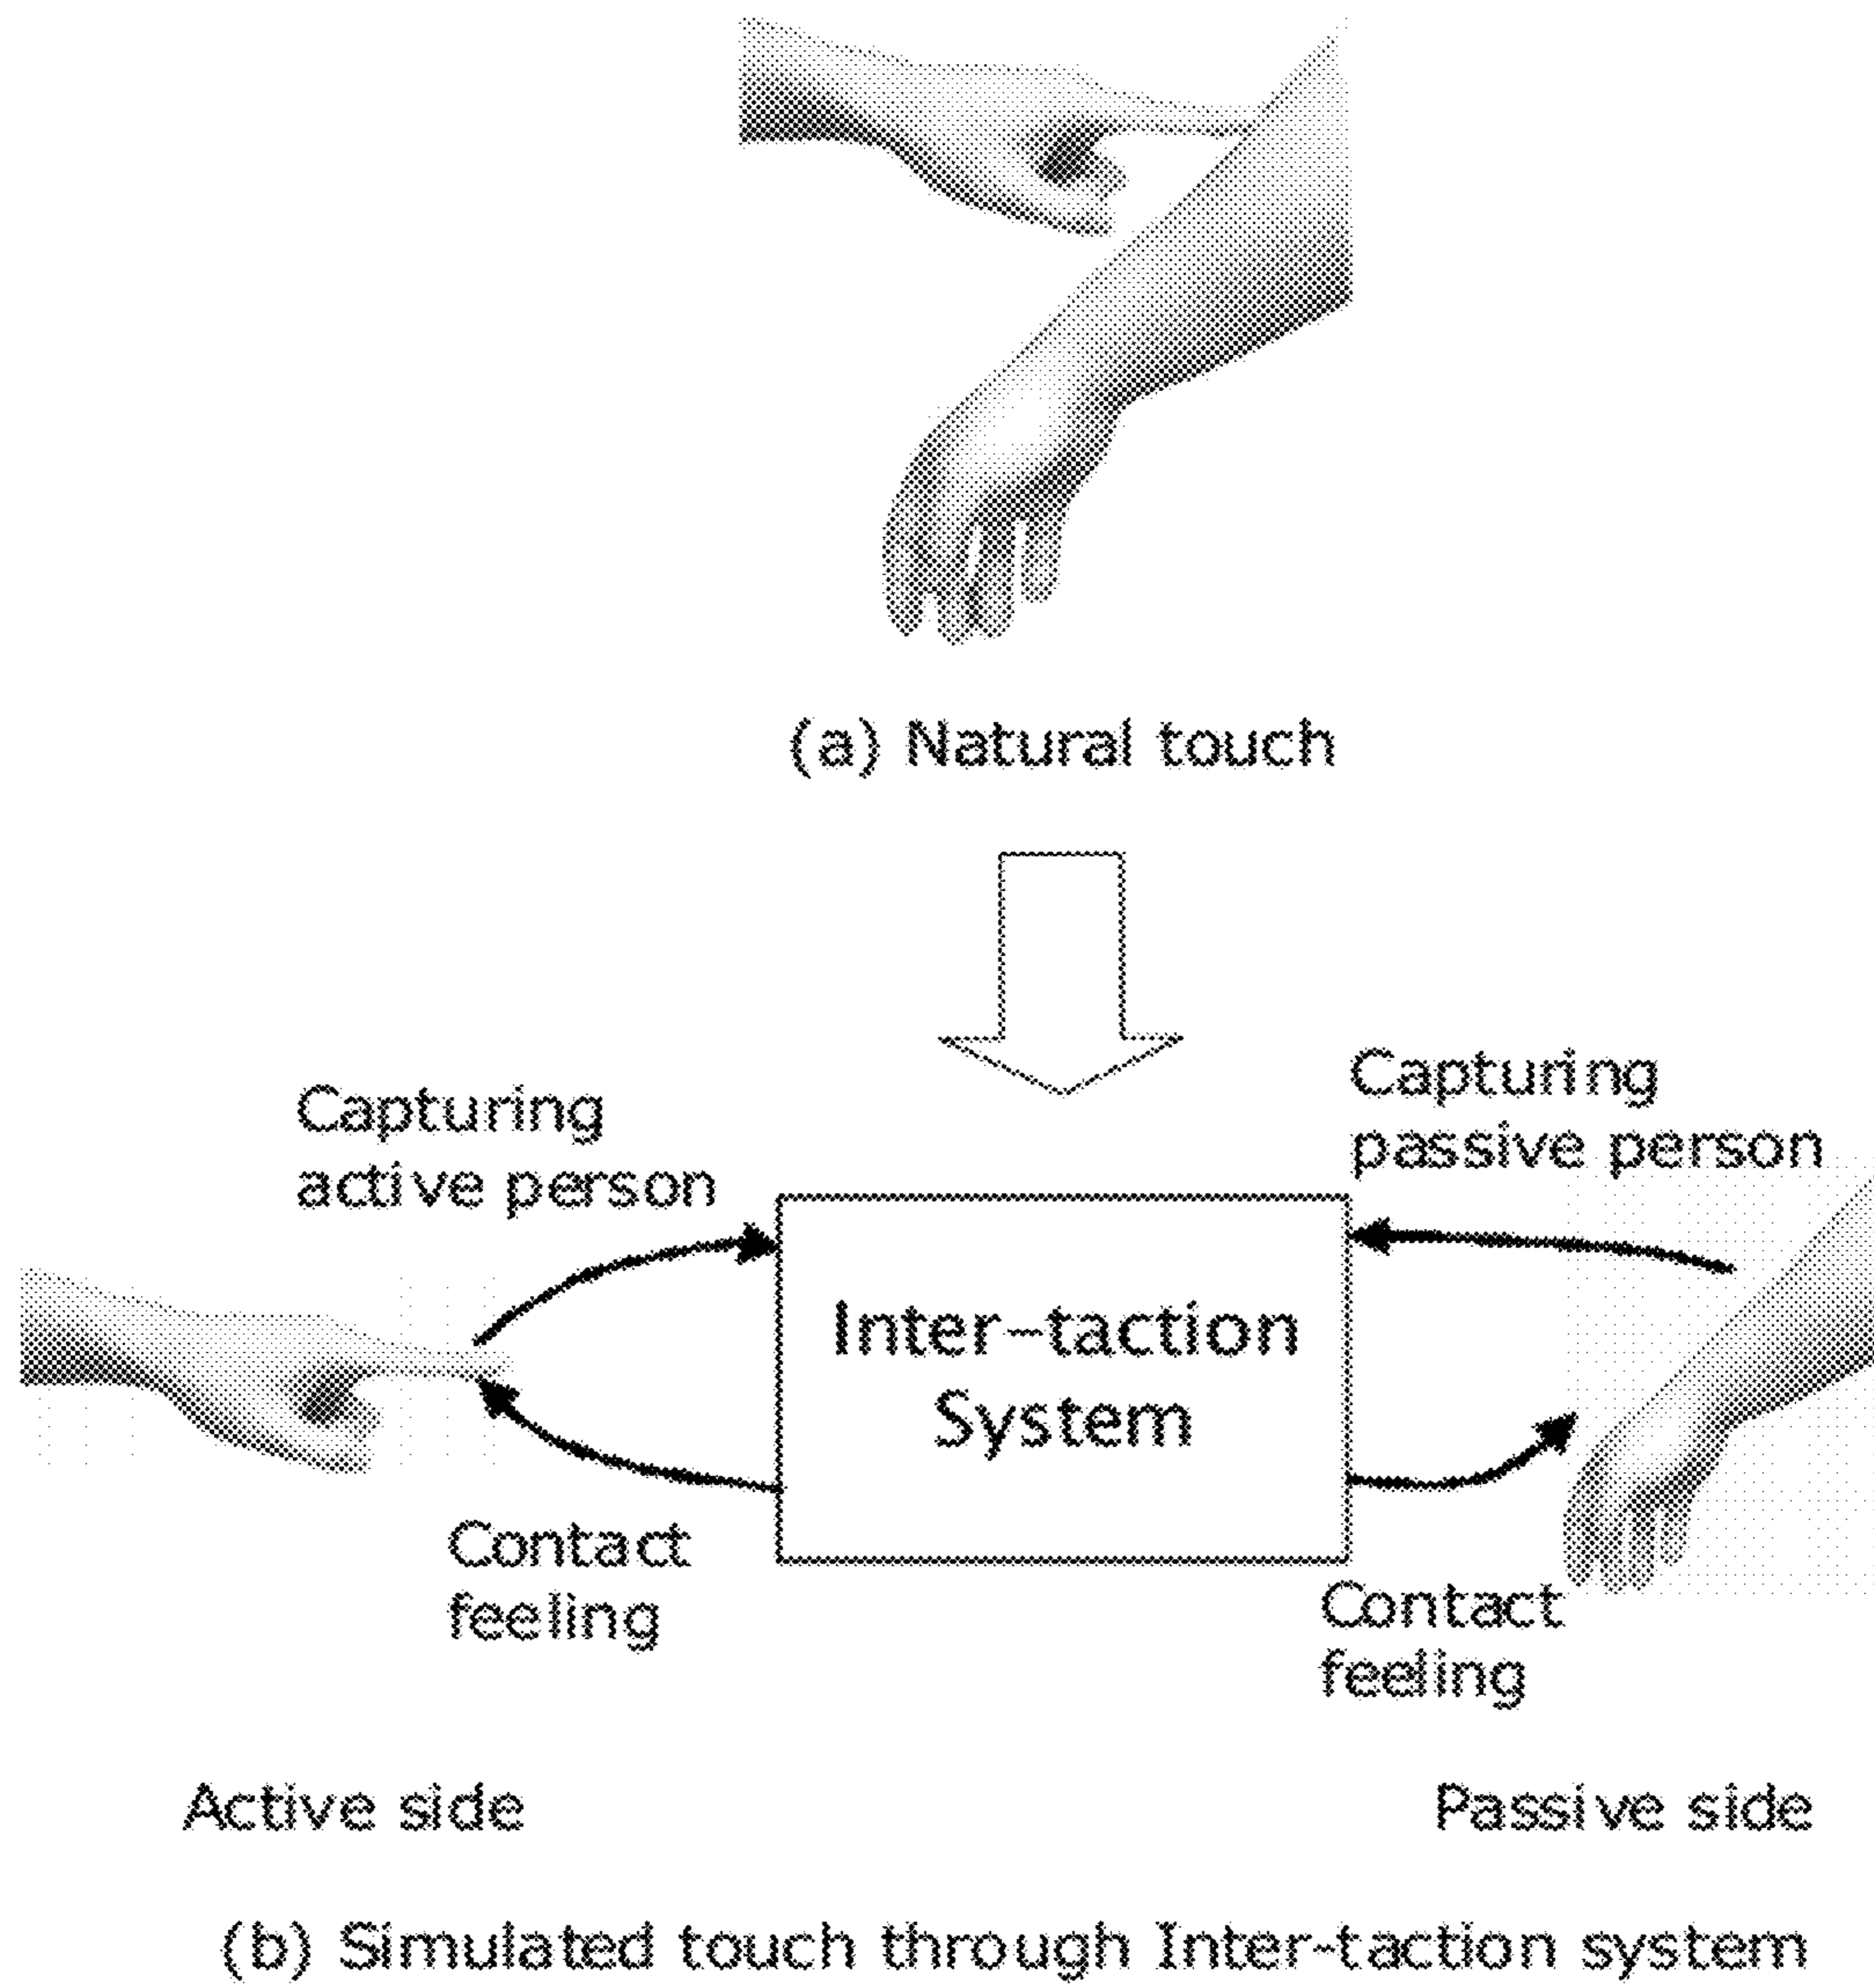 (a) Natural touch
Capturing
active person
Capturing
passive person
Inter-taction
System
Contact
feeling
Contact
feeling
Active side
Passive side
(b) Simulated touch through Inter-taction system